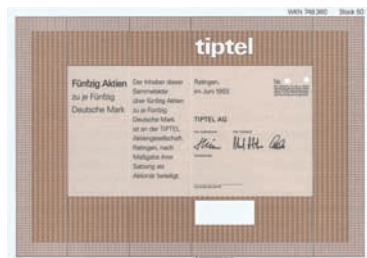 WKN 748 360 Stück 50
tiptel
Fünfzig Aktien
zu je Fünfzig
Deutsche Mark
Der Inhaber dieser
Sammelaktie
über fünfzig Aktien
zu je Fünfzig
Deutsche Mark
ist an der TIPTEL
Aktiengesellschaft,
Ratingen, nach
Maßgabe ihrer
Satzung als
Aktionär beteiligt.
Ratingen,
im Juni 1993
Nr.
TIPTEL AG